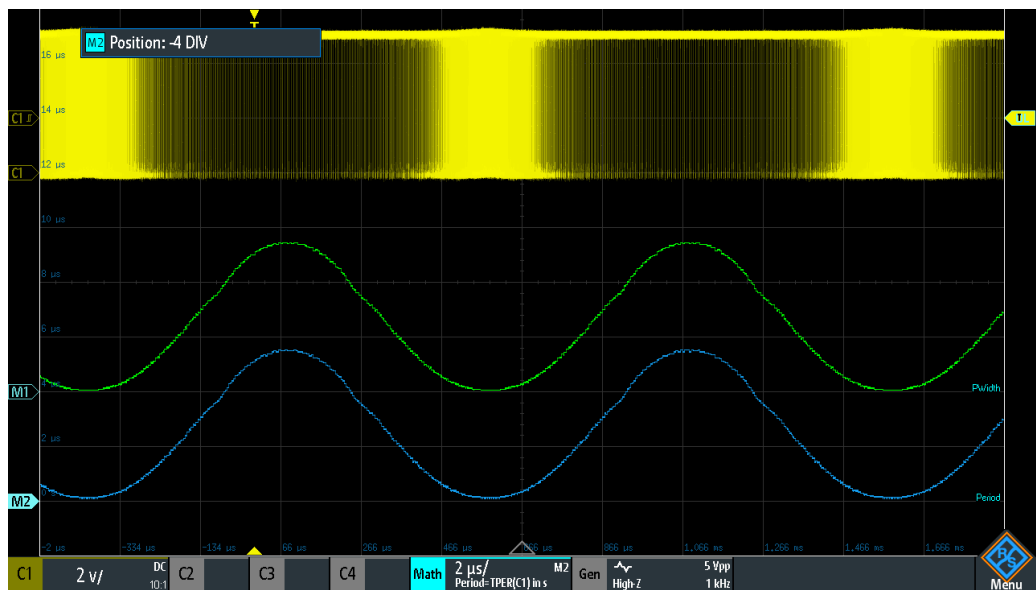 M2 Position: -4 DIV
16 µs
C1
14 µs
T
C1
12 µs
10 µs
8 µs
6 µs
M1
PWidth
2 µs
M2
Period
-2 µs -334 µs -134 µs 66 µs 266 µs 466 µs 666 µs 866 µs 1,066 ms 1,266 ms 1,466 ms 1,666 ms
C1 2 V/ DC 10:1 C2 C3 C4 Math 2 µs/ M2 Period=TPER(C1) in s Gen High-Z 5 Vpp 1 kHz
R S
Menu